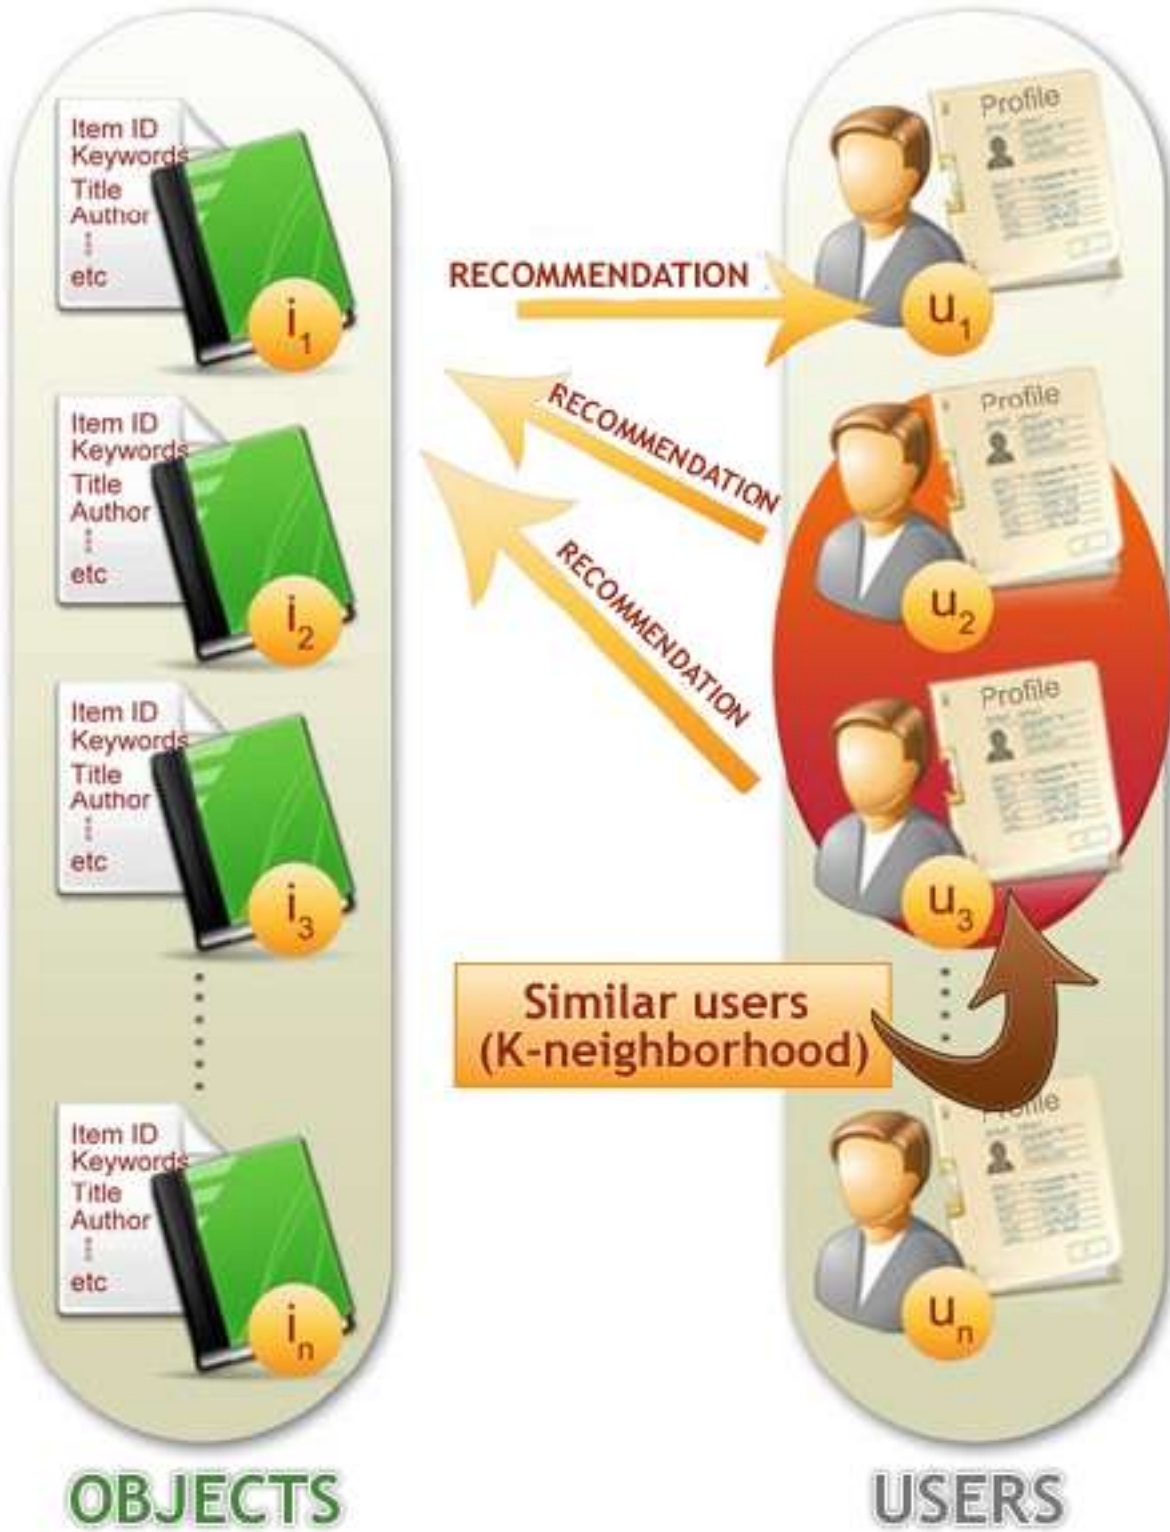 Item ID
Keywords
Title
Author
etc
i1
Item ID
Keywords
Title
Author
etc
i2
Item ID
Keywords
Title
Author
etc
i3
Item ID
Keywords
Title
Author
etc
in
OBJECTS
RECOMMENDATION
RECOMMENDATION
RECOMMENDATION
Similar users
(K-neighborhood)
Profile
u1
Profile
u2
Profile
u3
Profile
un
USERS